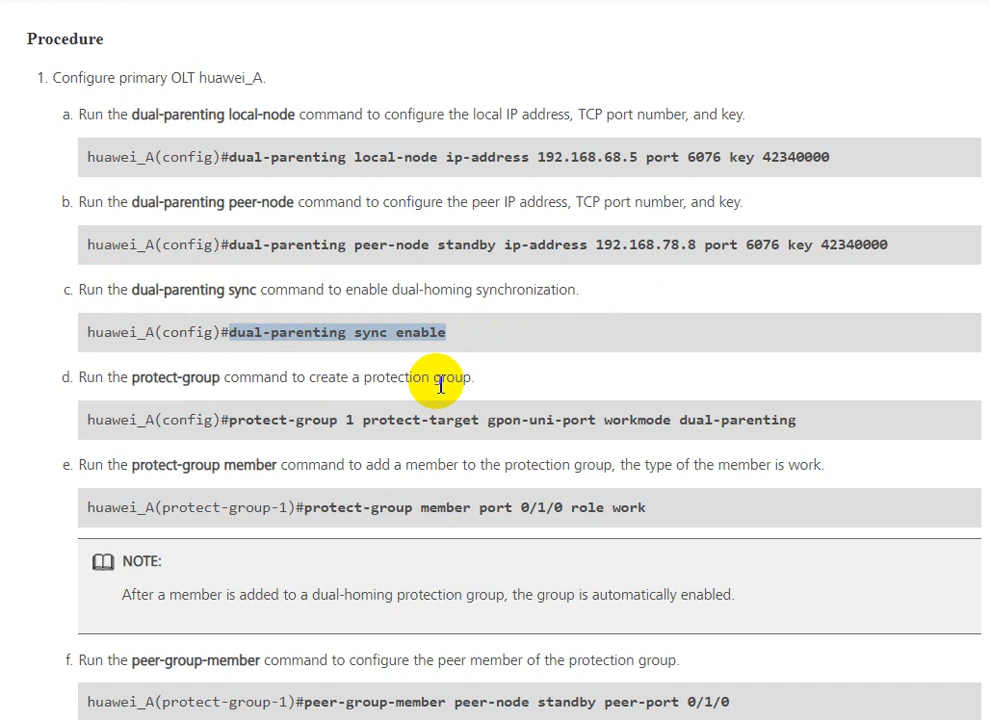 Procedure
1. Configure primary OLT huawei_A.
a. Run the dual-parenting local-node command to configure the local IP address, TCP port number, and key.
huawei_A(config)#dual-parenting local-node ip-address 192.168.68.5 port 6076 key 42340000
b. Run the dual-parenting peer-node command to configure the peer IP address, TCP port number, and key.
huawei_A(config)#dual-parenting peer-node standby ip-address 192.168.78.8 port 6076 key 42340000
c. Run the dual-parenting sync command to enable dual-homing synchronization.
huawei_A(config)#dual-parenting sync enable
d. Run the protect-group command to create a protection group.
huawei_A(config)#protect-group 1 protect-target gpon-uni-port workmode dual-parenting
e. Run the protect-group member command to add a member to the protection group, the type of the member is work.
huawei_A(protect-group-1)#protect-group member port 0/1/0 role work
NOTE:
After a member is added to a dual-homing protection group, the group is automatically enabled.
f. Run the peer-group-member command to configure the peer member of the protection group.
huawei_A(protect-group-1)#peer-group-member peer-node standby peer-port 0/1/0